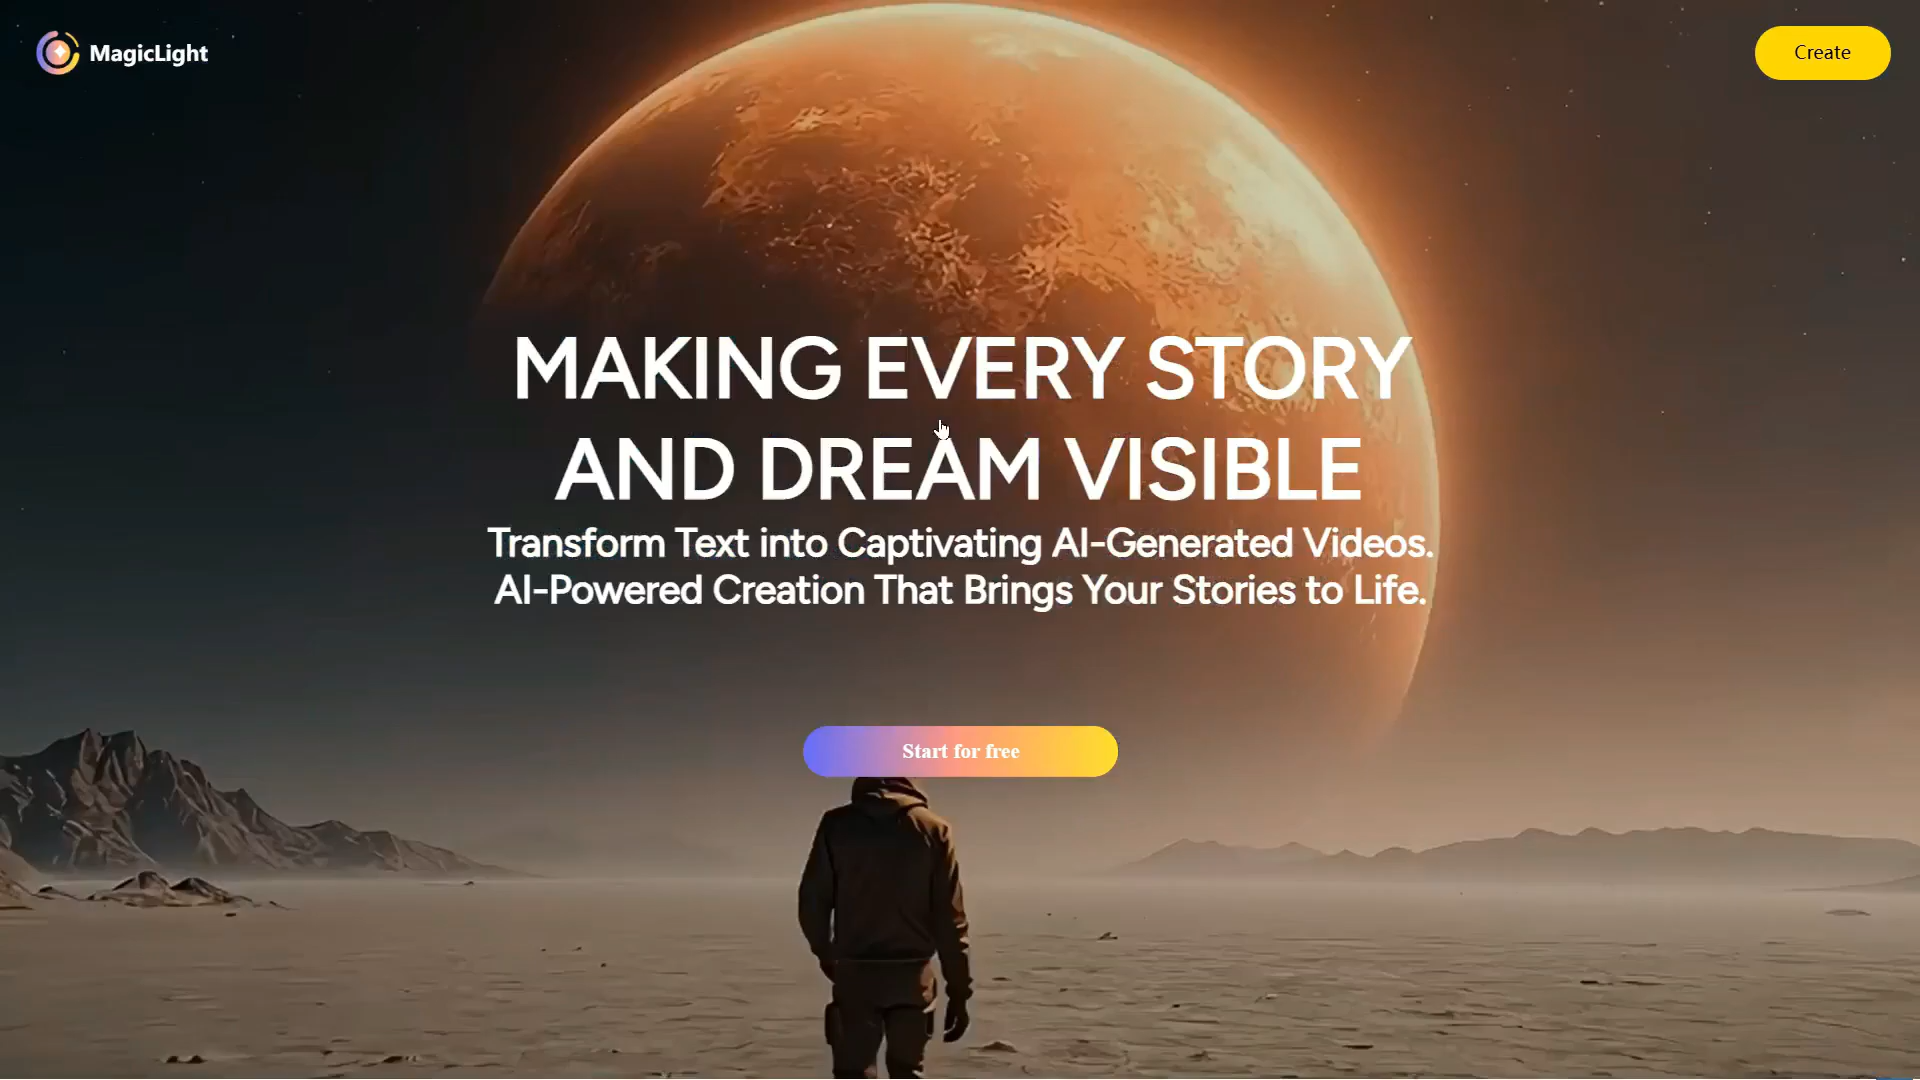 MagicLight
Create
MAKING EVERY STORY
AND DREAM VISIBLE
Transform Text into Captivating AI-Generated Videos.
AI-Powered Creation That Brings Your Stories to Life.
Start for free